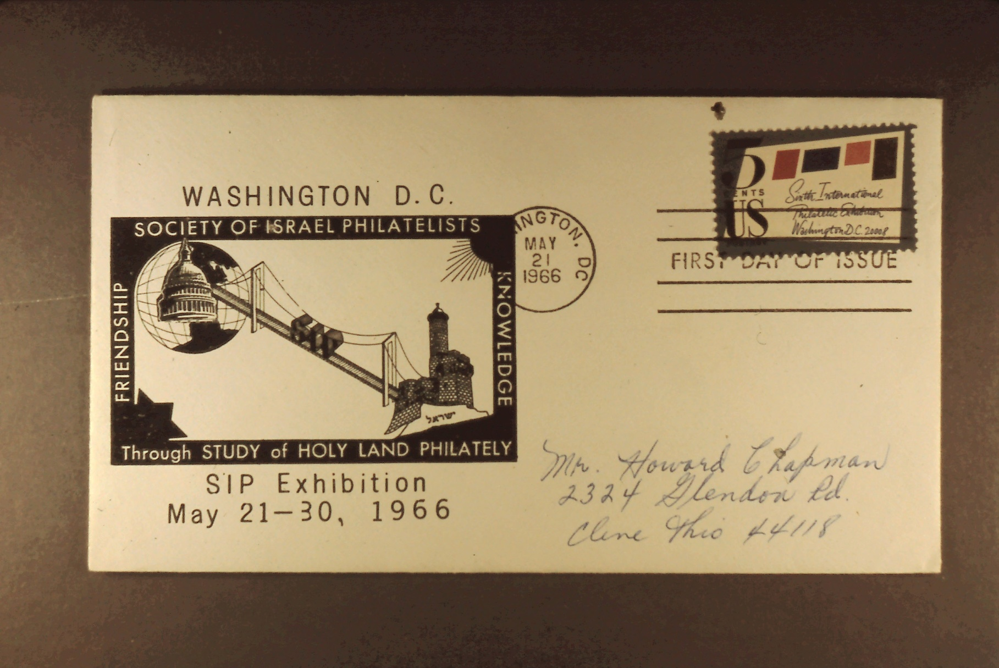 WASHINGTON D.C.
SOCIETY OF ISRAEL PHILATELISTS
FRIENDSHIP
KNOWLEDGE
SIP
ישראל
Through STUDY of HOLY LAND PHILATELY
SIP Exhibition
May 21-30, 1966
INGTON, DC
MAY
21
1966
5
CENTS
US
Sixth International
Philatelic Exhibition
Washington D.C. 20008
FIRST DAY OF ISSUE
Mr. Howard Chapman
2324 Glendon Rd.
Cleve Ohio 44118